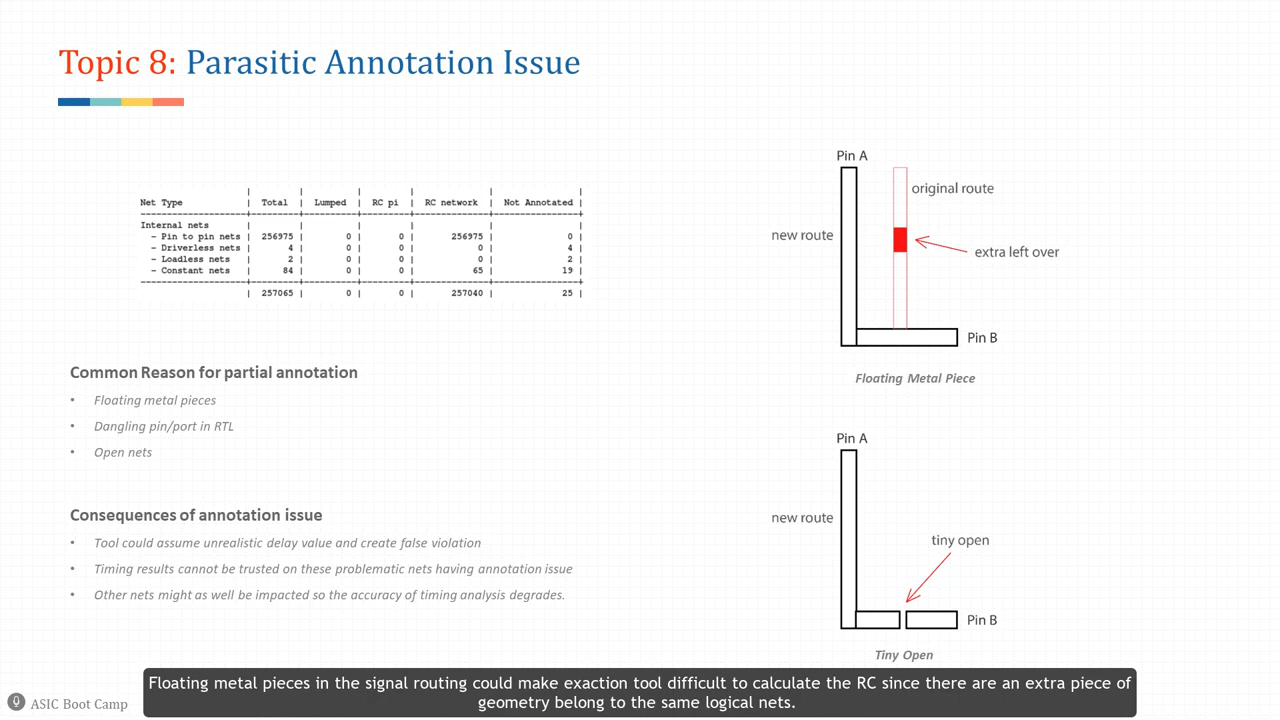 Topic 8: Parasitic Annotation Issue
Net Type | Total | Lumped | RC pi | RC network | Not Annotated |
Internal nets
- Pin to pin nets | 256975 | 0 | 0 | 256975 | 0 |
- Driverless nets | 4 | 0 | 0 | 0 | 4 |
- Loadless nets | 2 | 0 | 0 | 0 | 2 |
- Constant nets | 84 | 0 | 0 | 65 | 19 |
| 257065 | 0 | 0 | 257040 | 25 |
Common Reason for partial annotation
• Floating metal pieces
• Dangling pin/port in RTL
• Open nets
Consequences of annotation issue
• Tool could assume unrealistic delay value and create false violation
• Timing results cannot be trusted on these problematic nets having annotation issue
• Other nets might as well be impacted so the accuracy of timing analysis degrades.
Pin A
original route
new route
extra left over
Pin B
Floating Metal Piece
Pin A
new route
tiny open
Pin B
Tiny Open
Floating metal pieces in the signal routing could make exaction tool difficult to calculate the RC since there are an extra piece of
geometry belong to the same logical nets.
ASIC Boot Camp